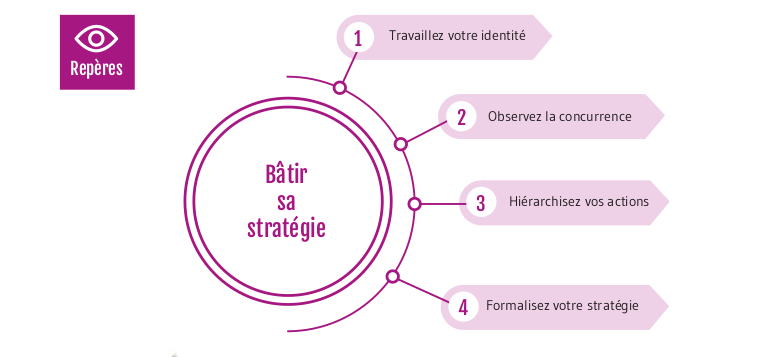 Repères
1 Travaillez votre identité
2 Observez la concurrence
3 Hiérarchisez vos actions
4 Formalisez votre stratégie
Bâtir
sa
stratégie